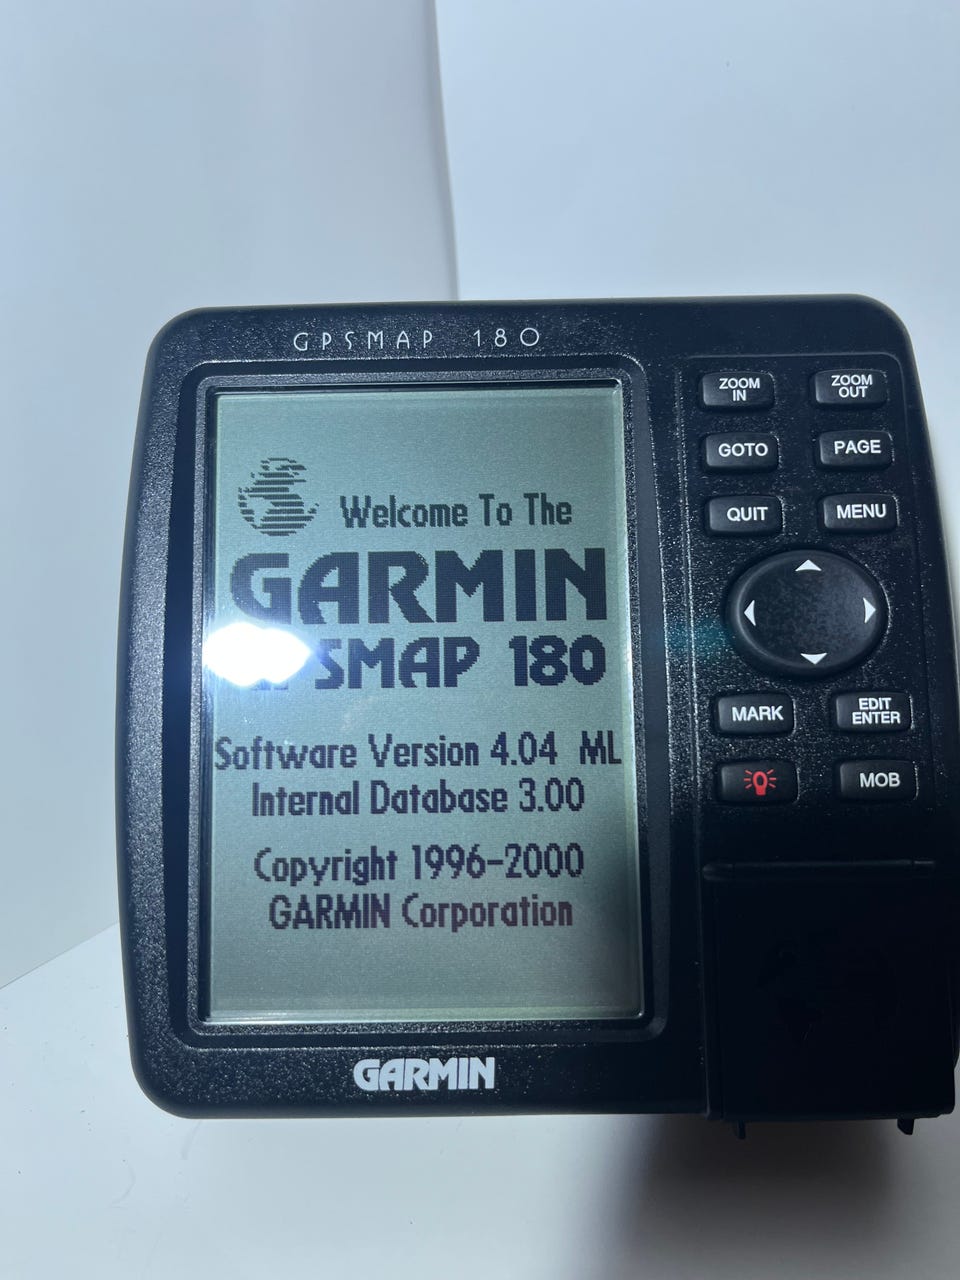 GPSMAP 180
Welcome To The
GARMIN
GPSMAP 180
Software Version 4.04 ML
Internal Database 3.00
Copyright 1996-2000
GARMIN Corporation
GARMIN
ZOOM IN
ZOOM OUT
GOTO
PAGE
QUIT
MENU
MARK
EDIT ENTER
MOB